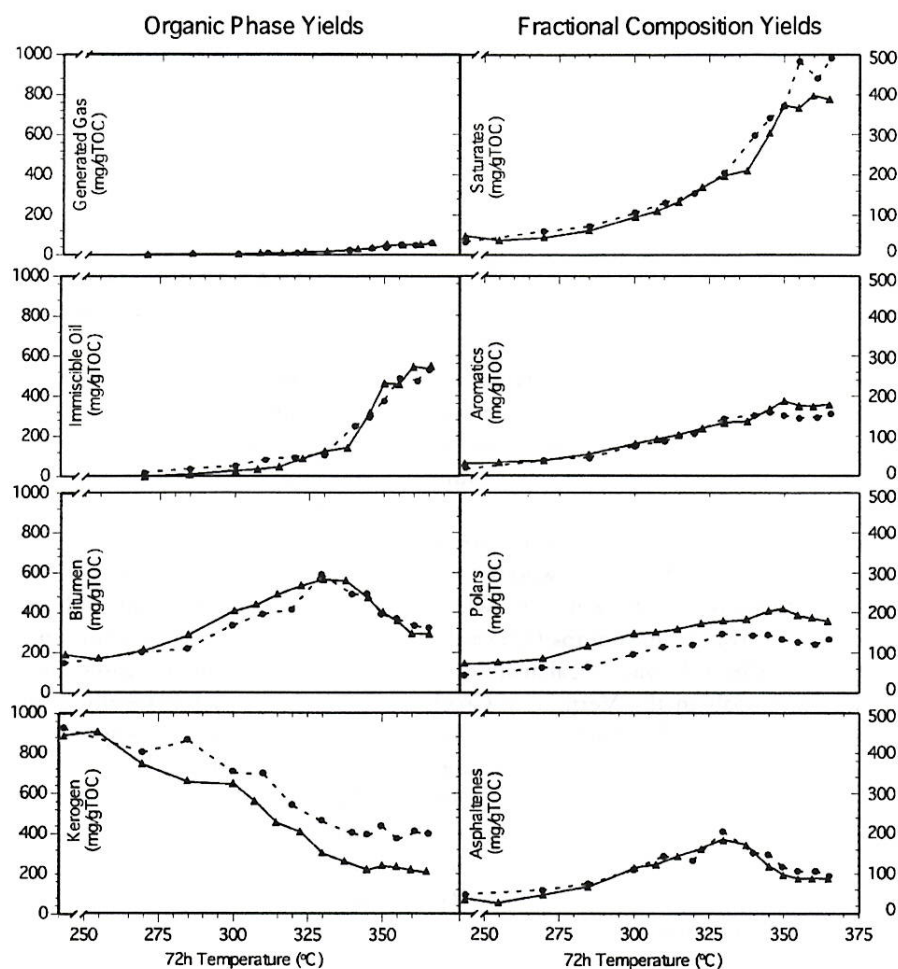 Organic Phase Yields
Fractional Composition Yields
1000
800
600
400
200
0
Generated Gas
(mg/gTOC)
500
400
300
200
100
0
Saturates
(mg/gTOC)
1000
800
600
400
200
0
Immiscible Oil
(mg/gTOC)
500
400
300
200
100
0
Aromatics
(mg/gTOC)
1000
800
600
400
200
0
Bitumen
(mg/gTOC)
500
400
300
200
100
0
Polars
(mg/gTOC)
1000
800
600
400
200
0
Kerogen
(mg/gTOC)
500
400
300
200
100
0
Asphaltenes
(mg/gTOC)
250 275 300 325 350
250 275 300 325 350 375
72h Temperature (ºC)
72h Temperature (ºC)